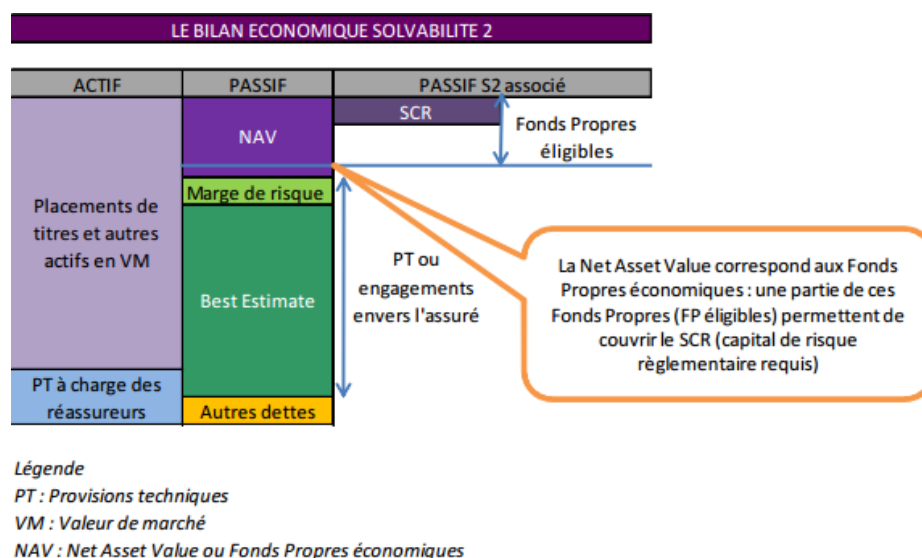 LE BILAN ECONOMIQUE SOLVABILITE 2
ACTIF PASSIF PASSIF S2 associé
SCR
NAV
Fonds Propres
éligibles
Marge de risque
Placements de
titres et autres
actifs en VM
Best Estimate
PT ou
engagements
envers l'assuré
La Net Asset Value correspond aux Fonds
Propres économiques : une partie de ces
Fonds Propres (FP éligibles) permettent de
couvrir le SCR (capital de risque
règlementaire requis)
PT à charge des
réassureurs
Autres dettes
Légende
PT : Provisions techniques
VM : Valeur de marché
NAV : Net Asset Value ou Fonds Propres économiques